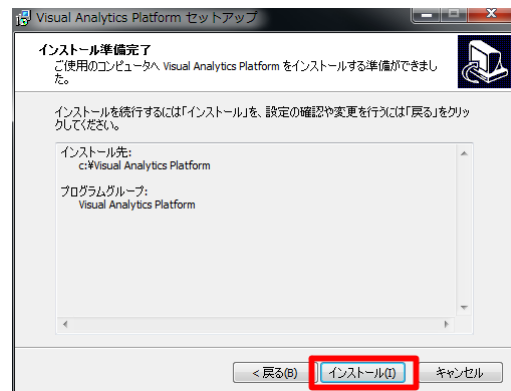 Visual Analytics Platform セットアップ
インストール準備完了
ご使用のコンピュータへ Visual Analytics Platform をインストールする準備ができまし
た。
インストールを続行するには「インストール」を、設定の確認や変更を行うには「戻る」をクリッ
クしてください。
インストール先:
c:¥Visual Analytics Platform
プログラムグループ:
Visual Analytics Platform
< 戻る(B)
インストール(I)
キャンセル